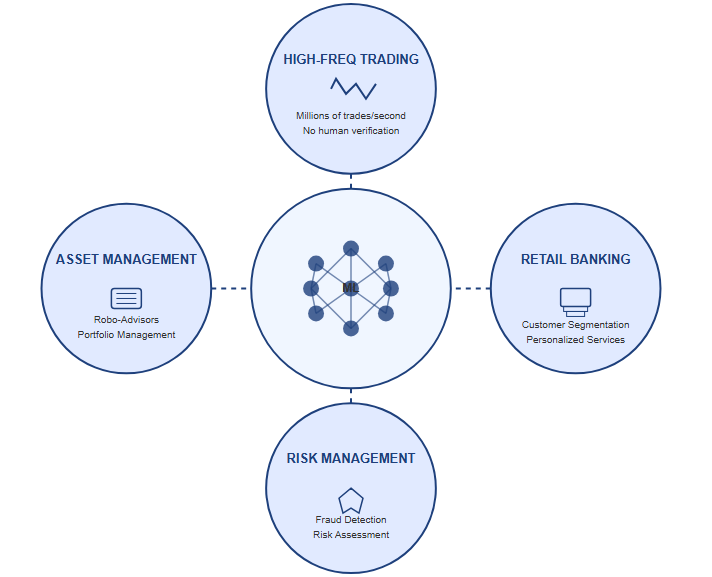 HIGH-FREQ TRADING
Millions of trades/second
No human verification
ASSET MANAGEMENT
Robo-Advisors
Portfolio Management
ML
RETAIL BANKING
Customer Segmentation
Personalized Services
RISK MANAGEMENT
Fraud Detection
Risk Assessment